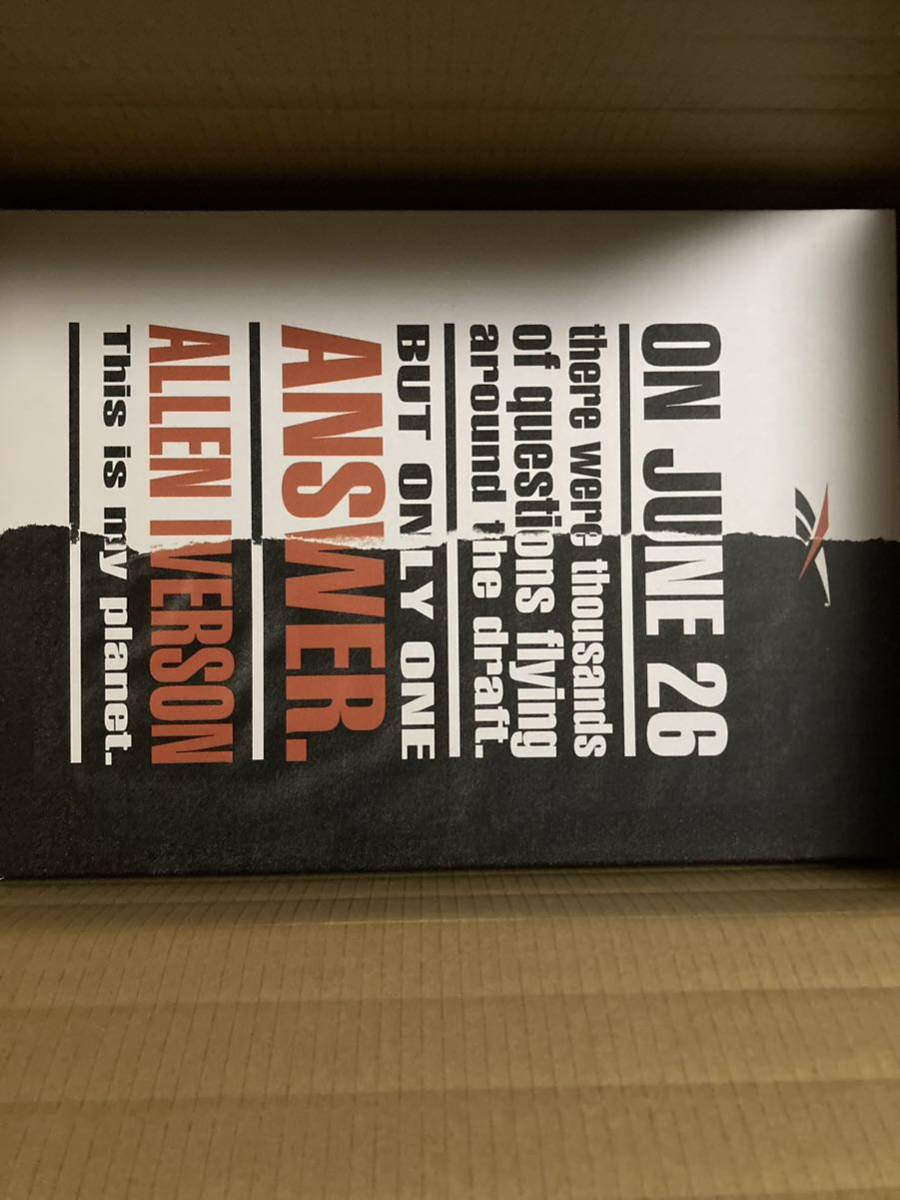 ON JUNE 26
there were thousands
of questions flying
around the draft.
BUT ONLY ONE
ANSWER.
ALLEN IVERSON
This is my planet.